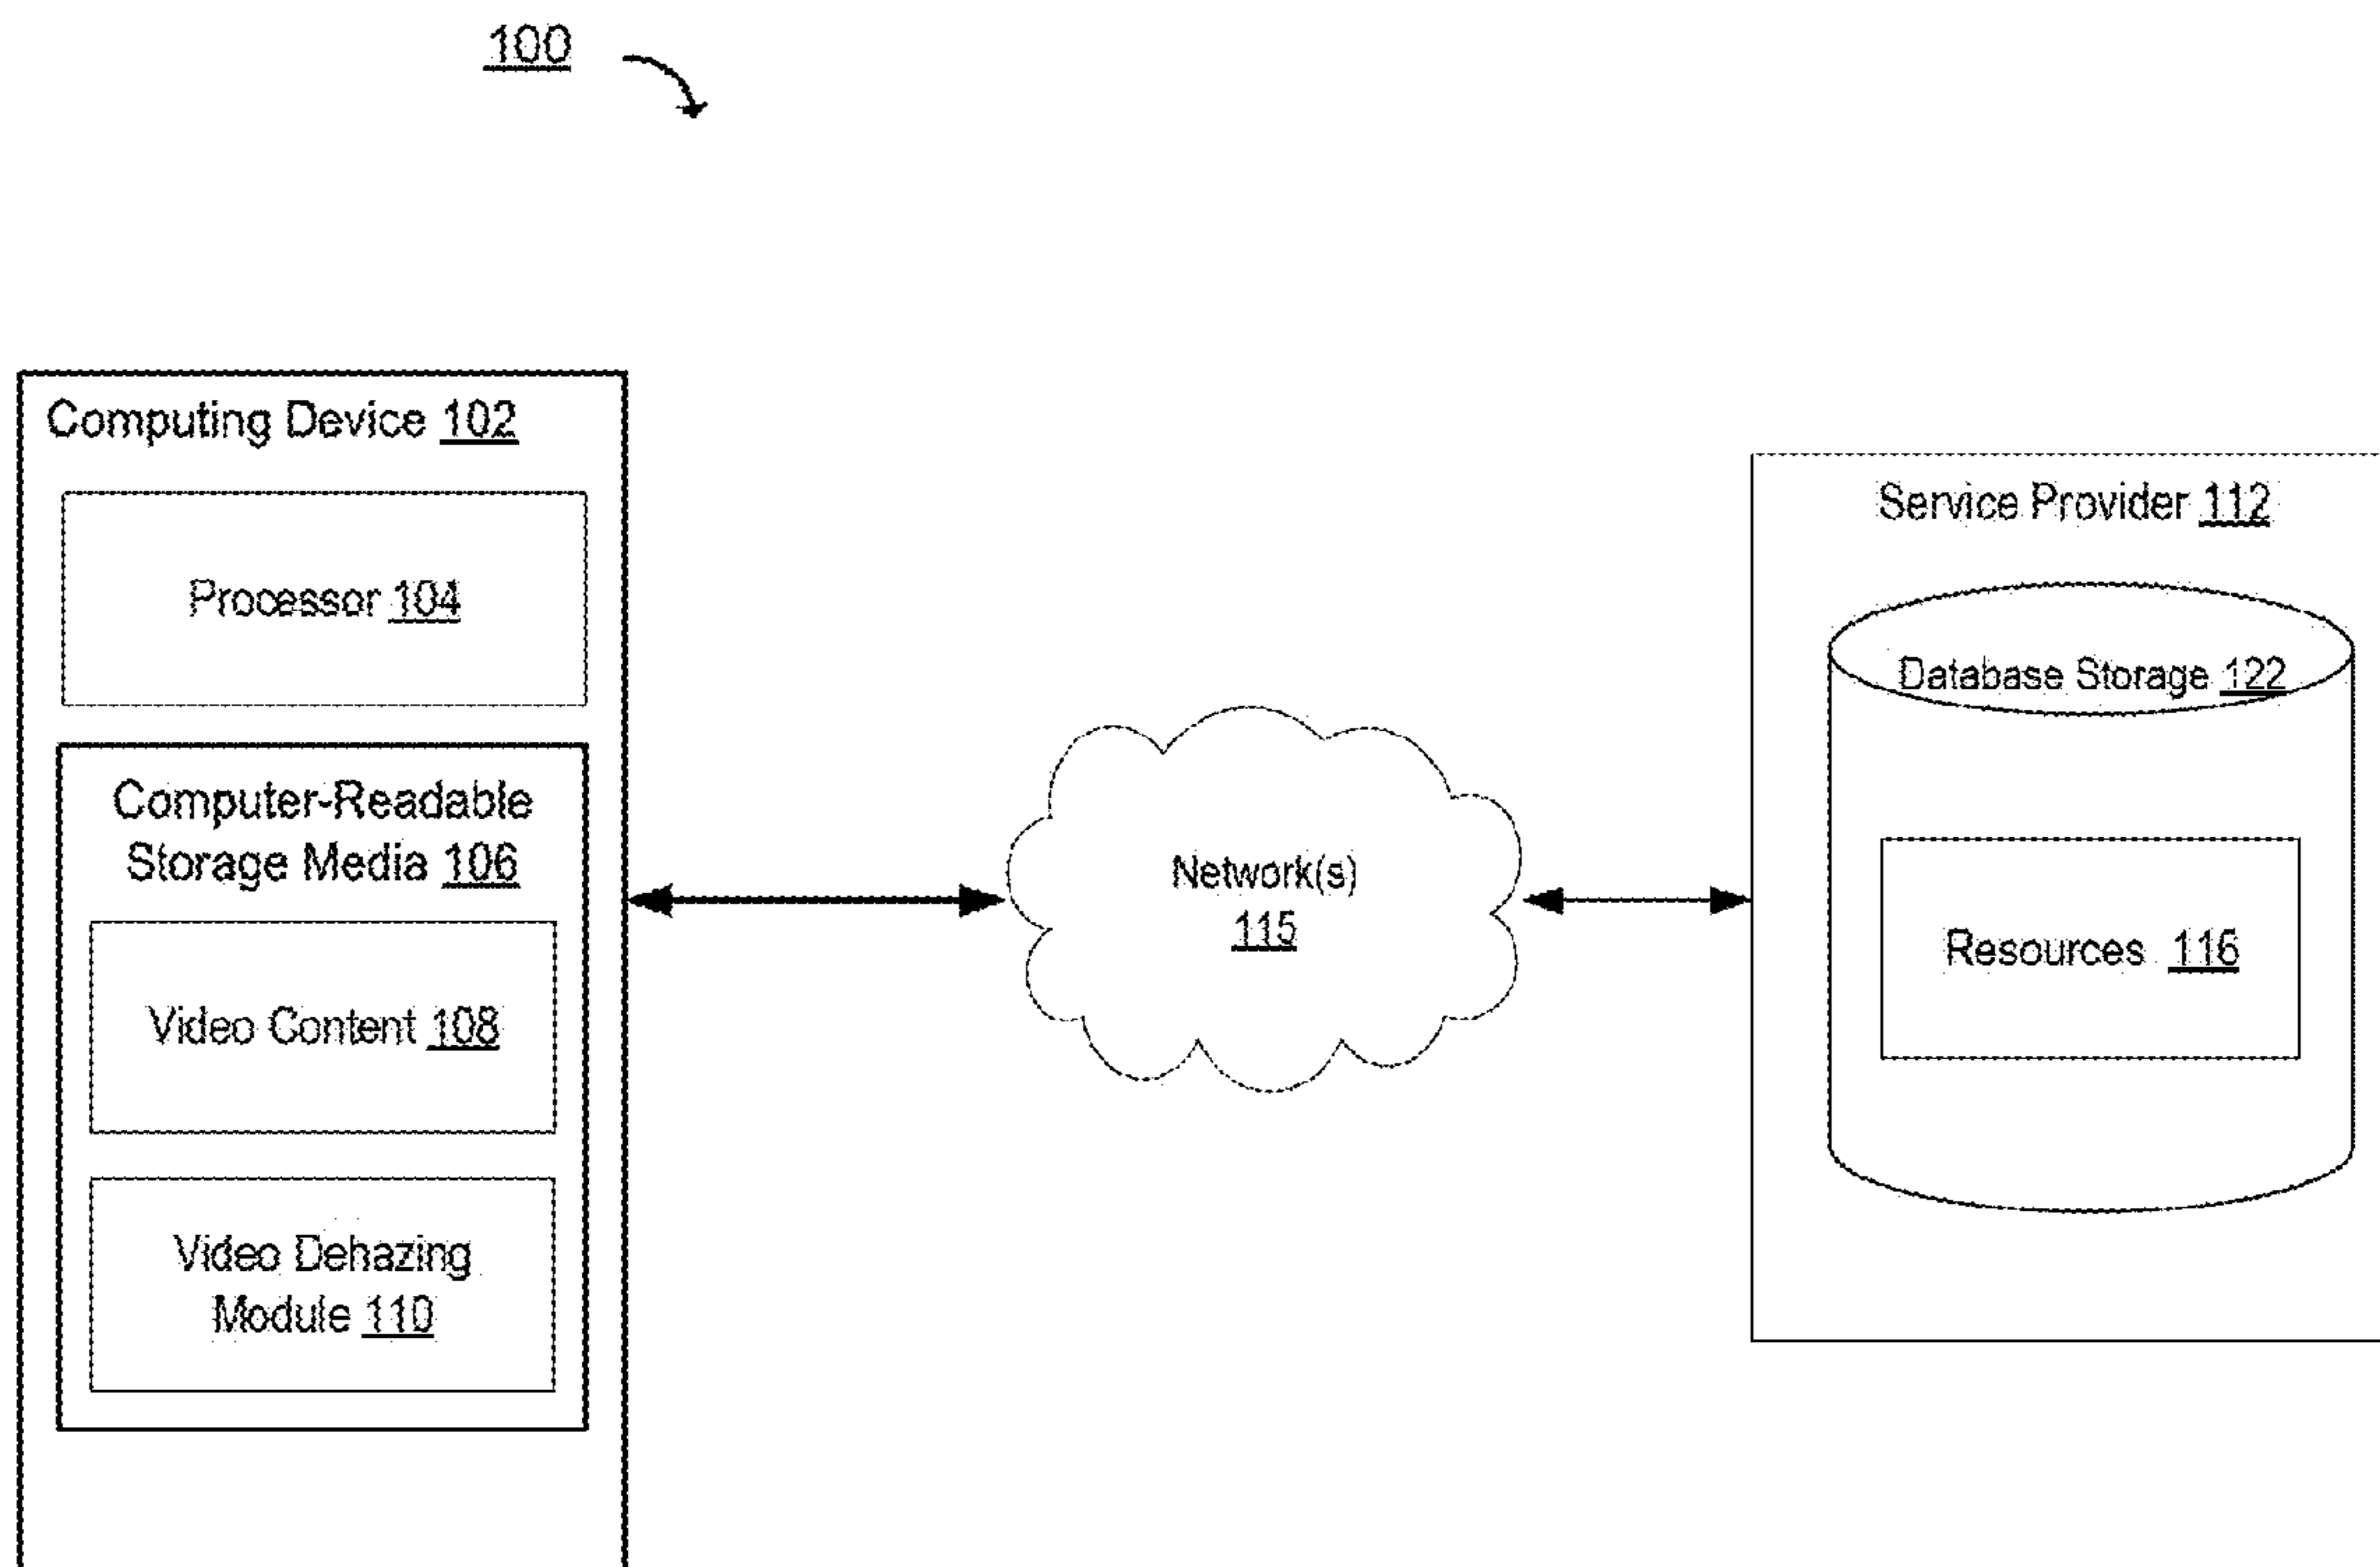 100
Computing Device 102
Processor 104
Computer-Readable
Storage Media 106
Video Content 108
Video Dehazing
Module 110
Network(s)
115
Service Provider 112
Database Storage 122
Resources 116